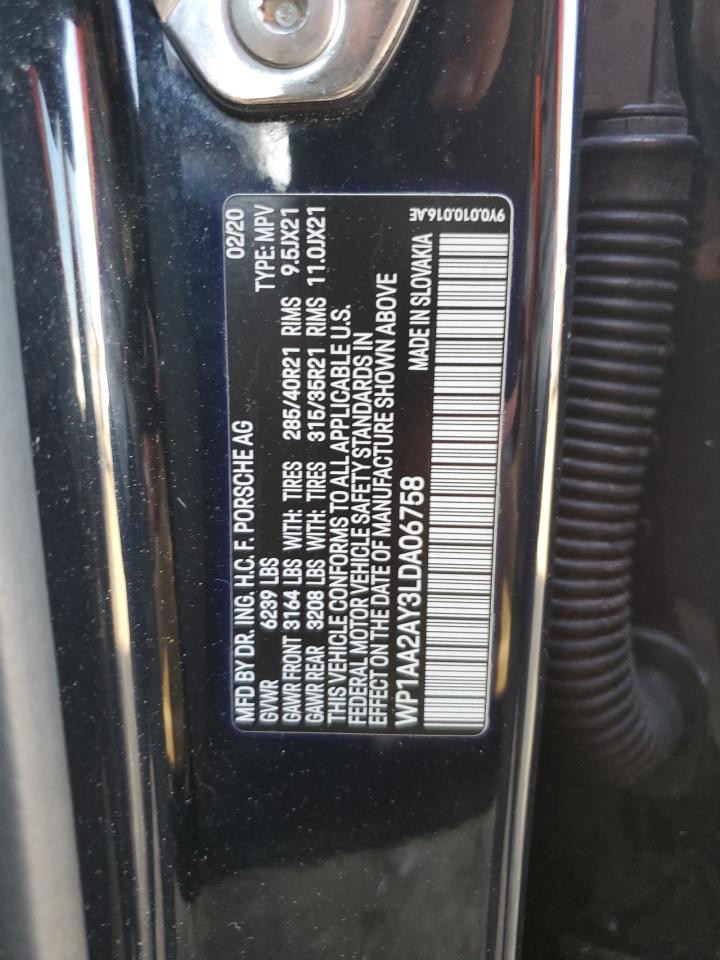 MFD BY DR. ING. H.C. F. PORSCHE AG 02/20
GVWR 6239 LBS TYPE: MPV
GAWR FRONT 3164 LBS WITH: TIRES 285/40R21 RIMS 9.5JX21
GAWR REAR 3208 LBS WITH: TIRES 315/35R21 RIMS 11.0JX21
THIS VEHICLE CONFORMS TO ALL APPLICABLE U.S.
FEDERAL MOTOR VEHICLE SAFETY STANDARDS IN
EFFECT ON THE DATE OF MANUFACTURE SHOWN ABOVE
WP1AA2AY3LDA06758 MADE IN SLOVAKIA
9Y0.010.016.AE